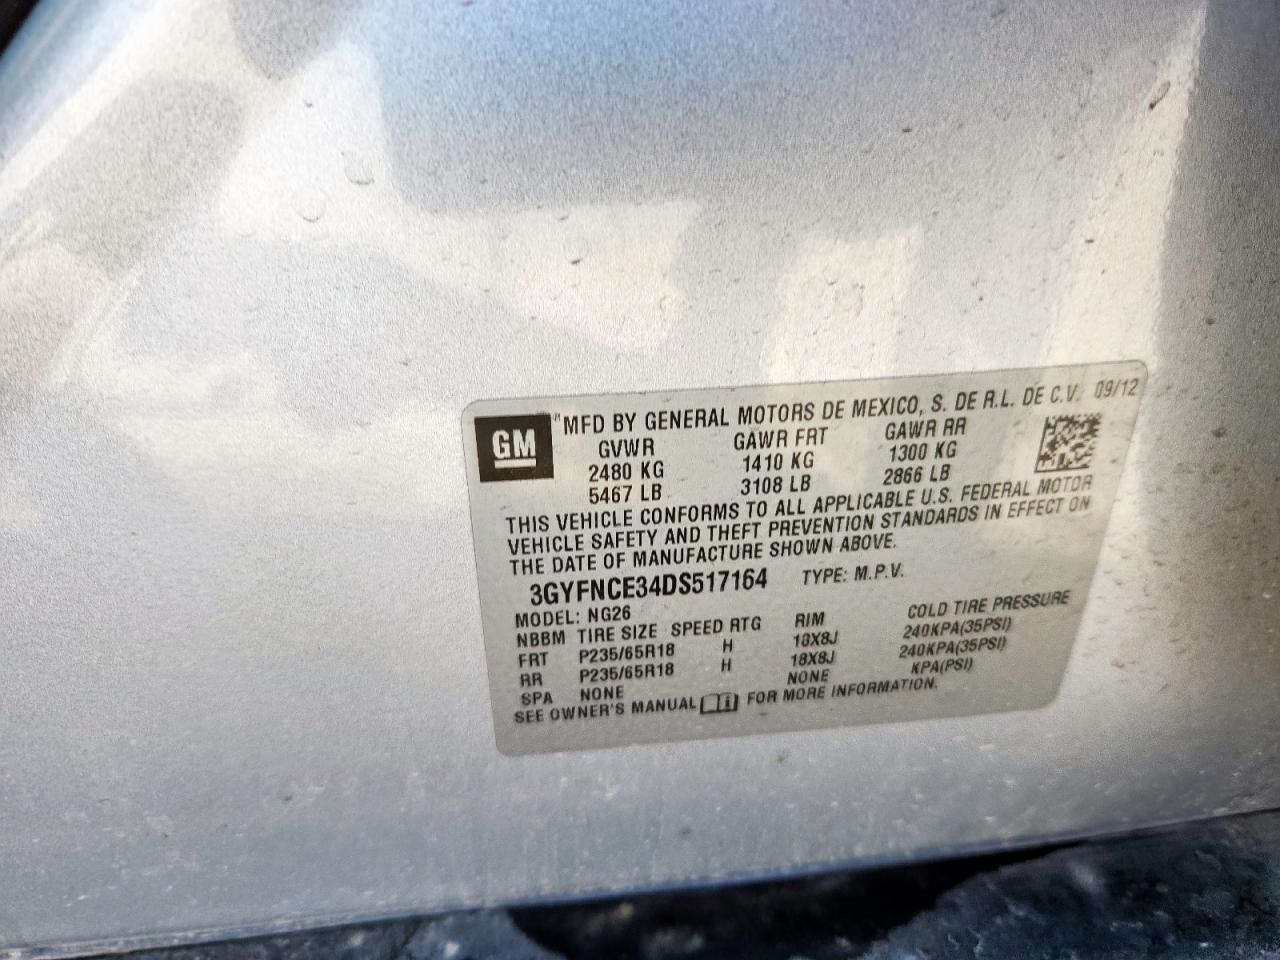 GM
™ MFD BY GENERAL MOTORS DE MEXICO, S. DE R.L. DE C.V. 09/12
GVWR GAWR FRT GAWR RR
2480 KG 1410 KG 1300 KG
5467 LB 3108 LB 2866 LB
THIS VEHICLE CONFORMS TO ALL APPLICABLE U.S. FEDERAL MOTOR
VEHICLE SAFETY AND THEFT PREVENTION STANDARDS IN EFFECT ON
THE DATE OF MANUFACTURE SHOWN ABOVE.
3GYFNCE34DS517164 TYPE: M.P.V.
MODEL: NG26
NBBM TIRE SIZE SPEED RTG RIM COLD TIRE PRESSURE
FRT P235/65R18 H 18X8J 240KPA(35PSI)
RR P235/65R18 H 18X8J 240KPA(35PSI)
SPA NONE NONE KPA(PSI)
SEE OWNER'S MANUAL i FOR MORE INFORMATION.